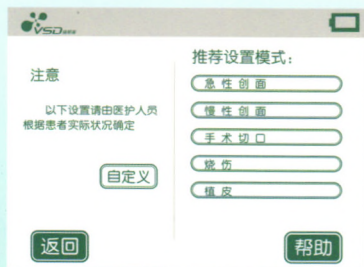 VSD
注意
以下设置请由医护人员
根据患者实际状况确定
自定义
返回
推荐设置模式：
急性创面
慢性创面
手术切口
烧伤
植皮
帮助